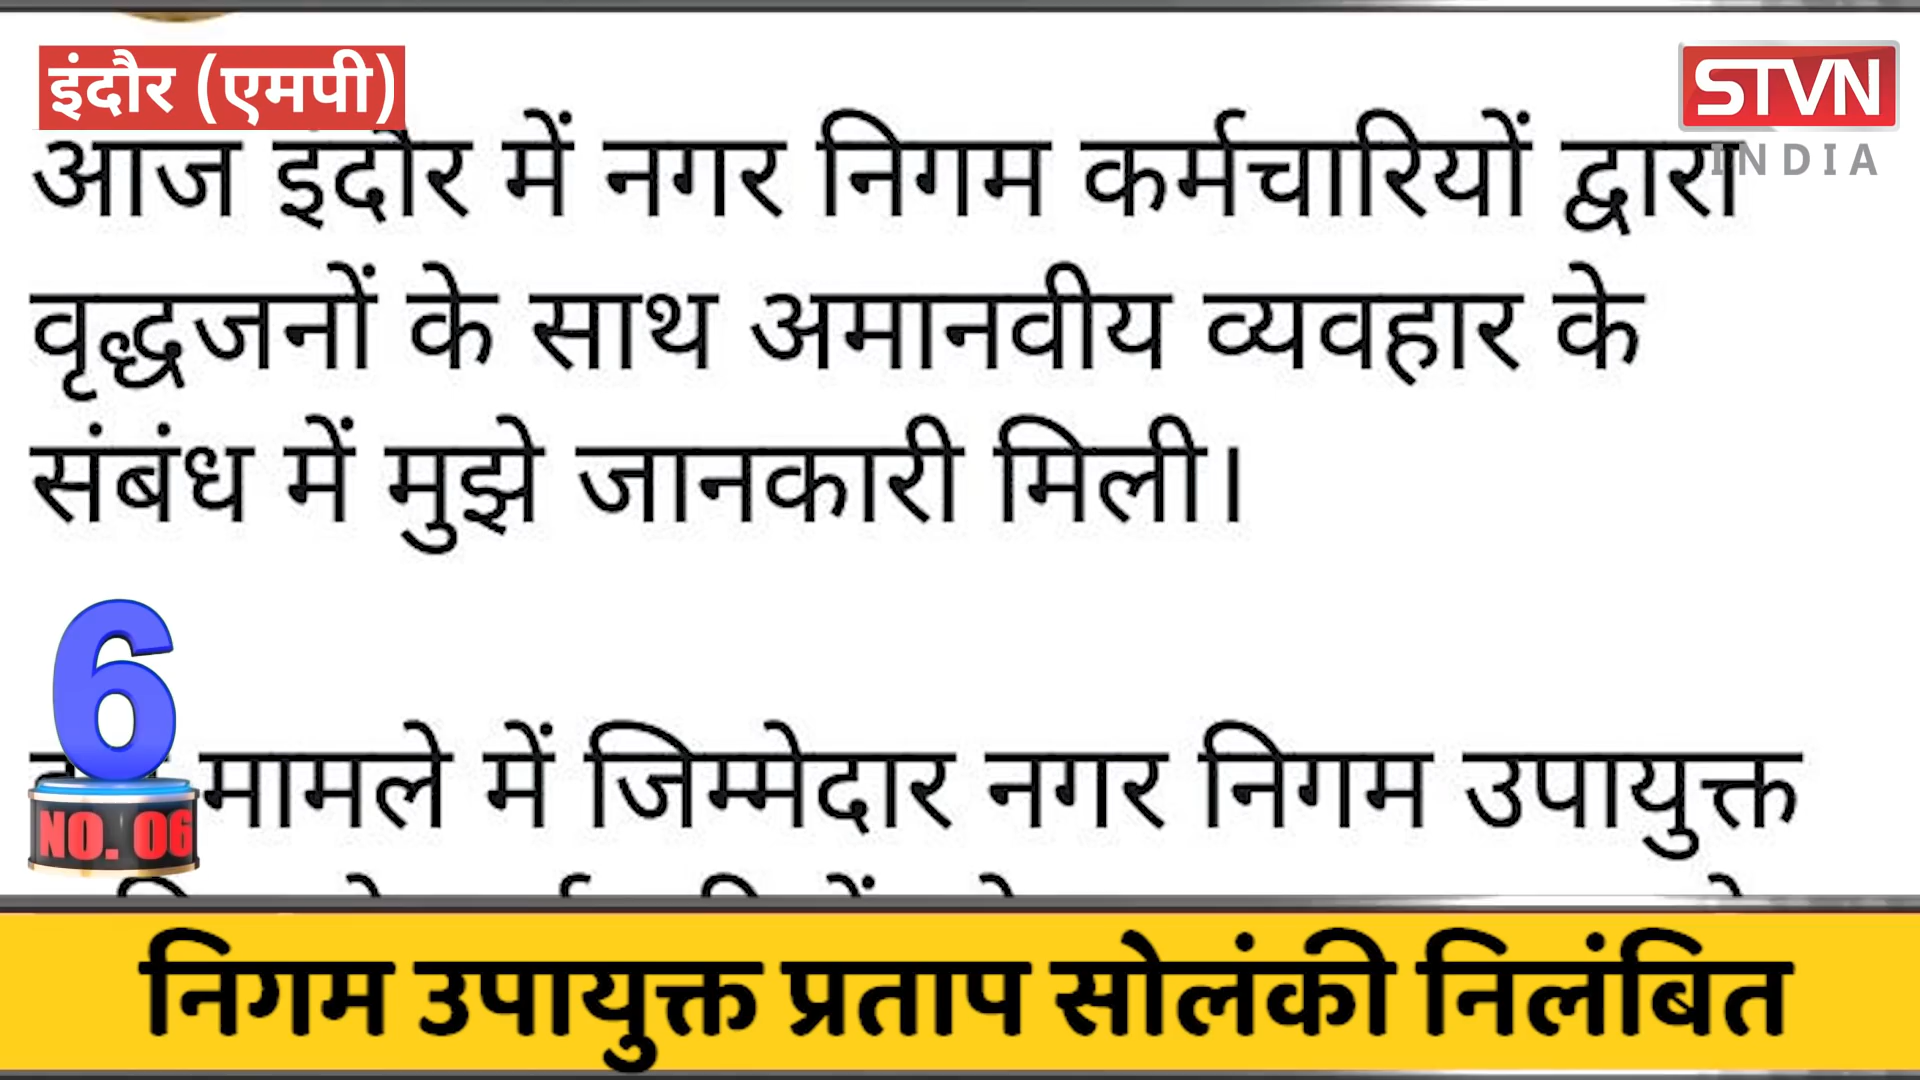 इंदौर (एमपी)
STVN
INDIA
आज इंदौर में नगर निगम कर्मचारियों द्वारा
वृद्धजनों के साथ अमानवीय व्यवहार के
संबंध में मुझे जानकारी मिली।
6
NO. 06
मामले में जिम्मेदार नगर निगम उपायुक्त
निगम उपायुक्त प्रताप सोलंकी निलंबित